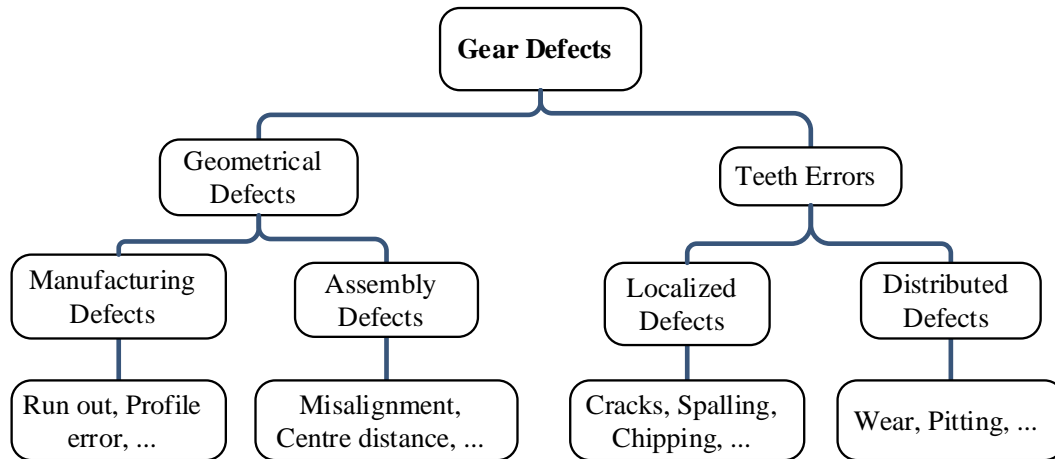 Gear Defects
Geometrical
Defects
Teeth Errors
Manufacturing
Defects
Assembly
Defects
Localized
Defects
Distributed
Defects
Run out, Profile
error, ...
Misalignment,
Centre distance, ...
Cracks, Spalling,
Chipping, ...
Wear, Pitting, ...